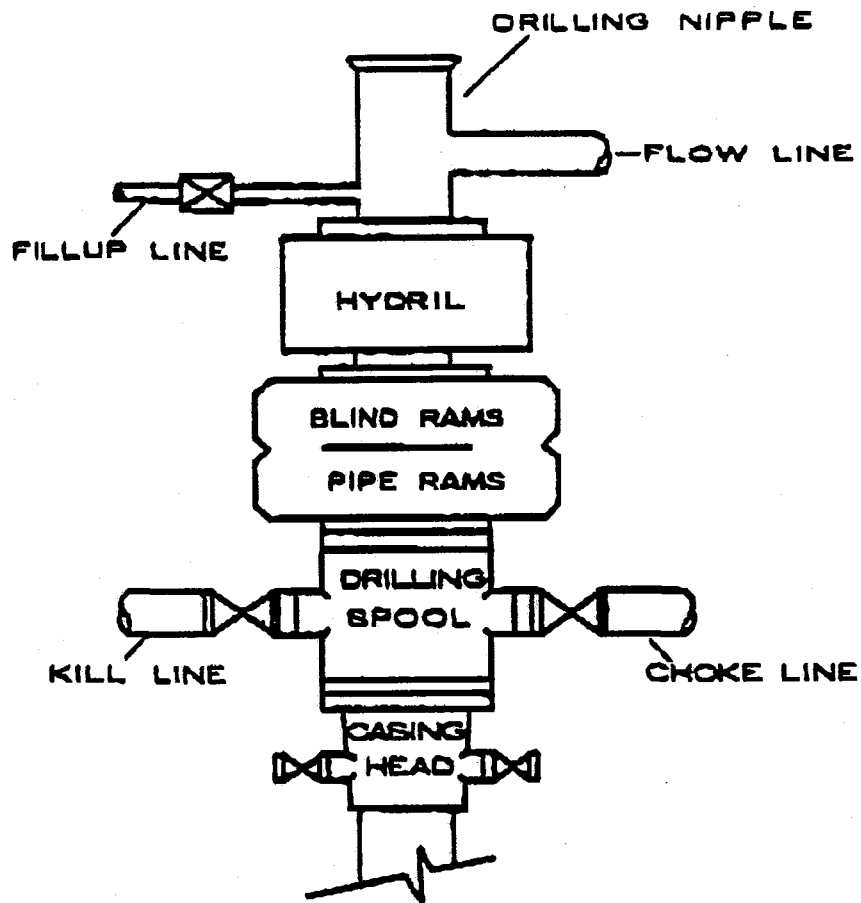 DRILLING NIPPLE
FLOW LINE
FILLUP LINE
HYDRIL
BLIND RAMS
PIPE RAMS
DRILLING
SPOOL
KILL LINE
CHOKE LINE
CASING
HEAD